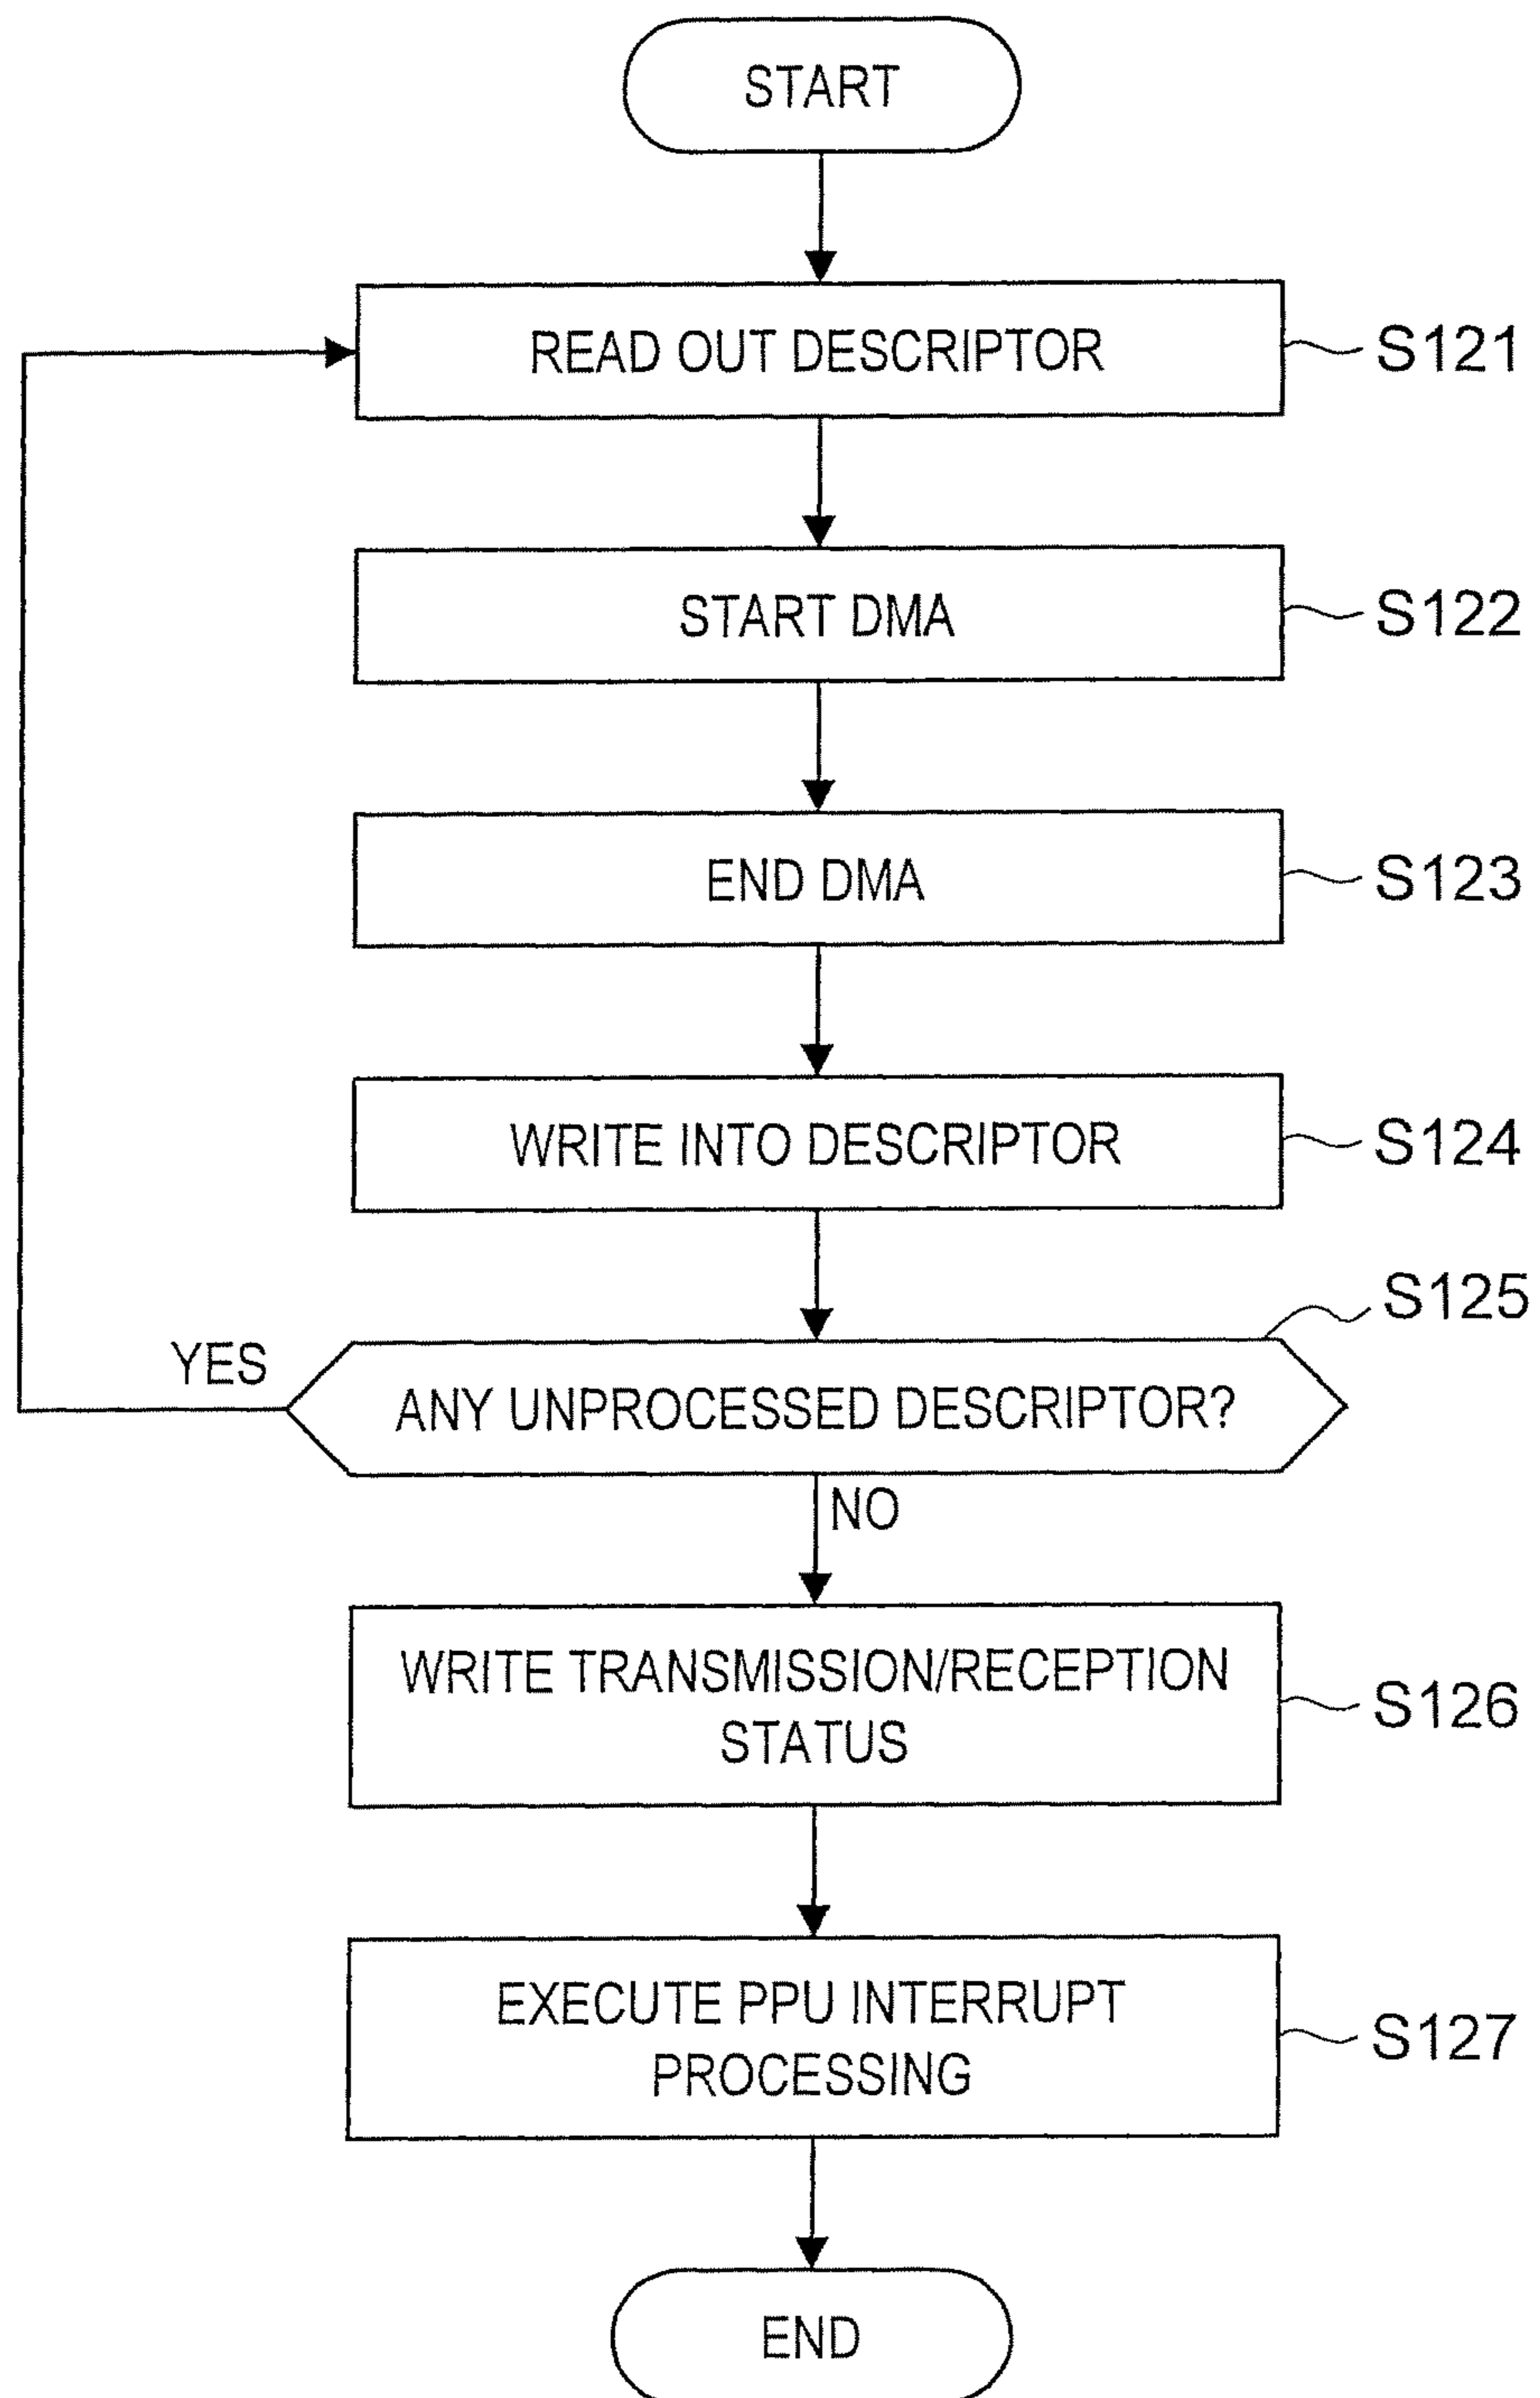 START
READ OUT DESCRIPTOR
S121
START DMA
S122
END DMA
S123
WRITE INTO DESCRIPTOR
S124
S125
YES
ANY UNPROCESSED DESCRIPTOR?
NO
WRITE TRANSMISSION/RECEPTION
STATUS
S126
EXECUTE PPU INTERRUPT
PROCESSING
S127
END